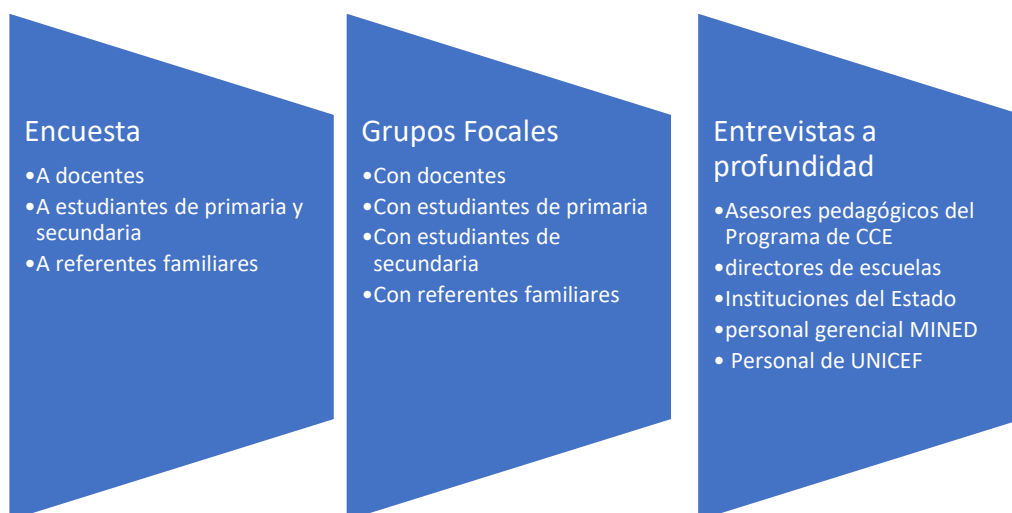 Encuesta
•A docentes
•A estudiantes de primaria y
secundaria
•A referentes familiares
Grupos Focales
•Con docentes
•Con estudiantes de primaria
•Con estudiantes de
secundaria
•Con referentes familiares
Entrevistas a
profundidad
•Asesores pedagógicos del
Programa de CCE
•directores de escuelas
•Instituciones del Estado
•personal gerencial MINED
• Personal de UNICEF